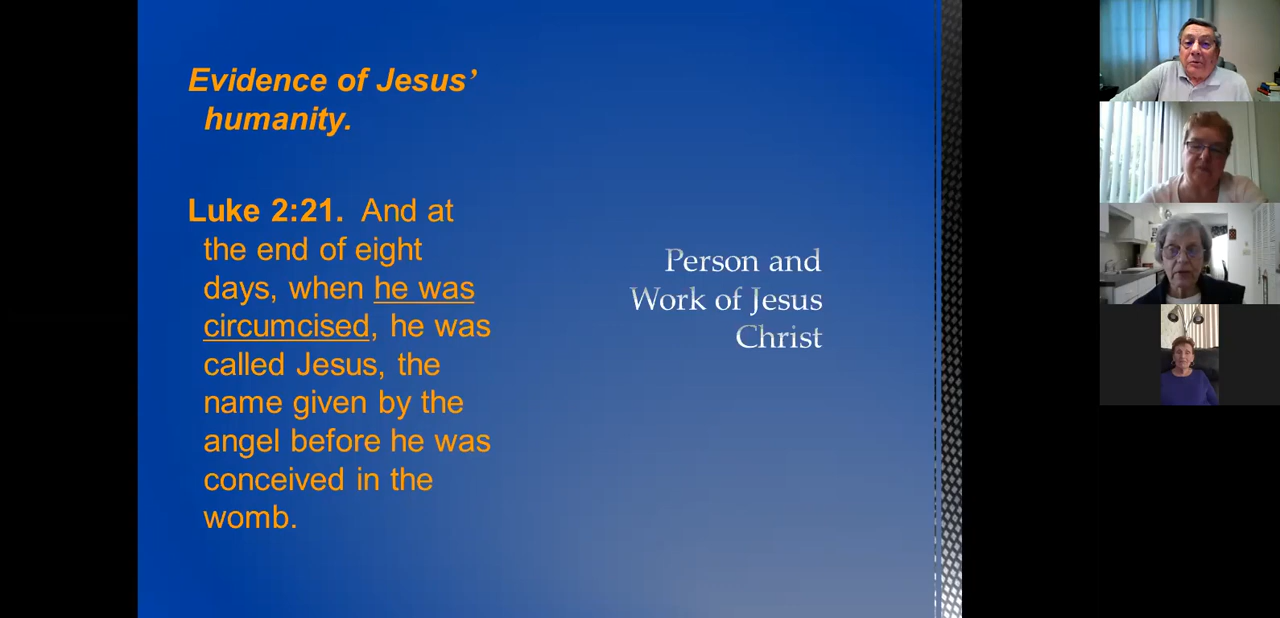 Evidence of Jesus’
humanity.
Luke 2:21. And at
the end of eight
days, when he was
circumcised, he was
called Jesus, the
name given by the
angel before he was
conceived in the
womb.
Person and
Work of Jesus
Christ